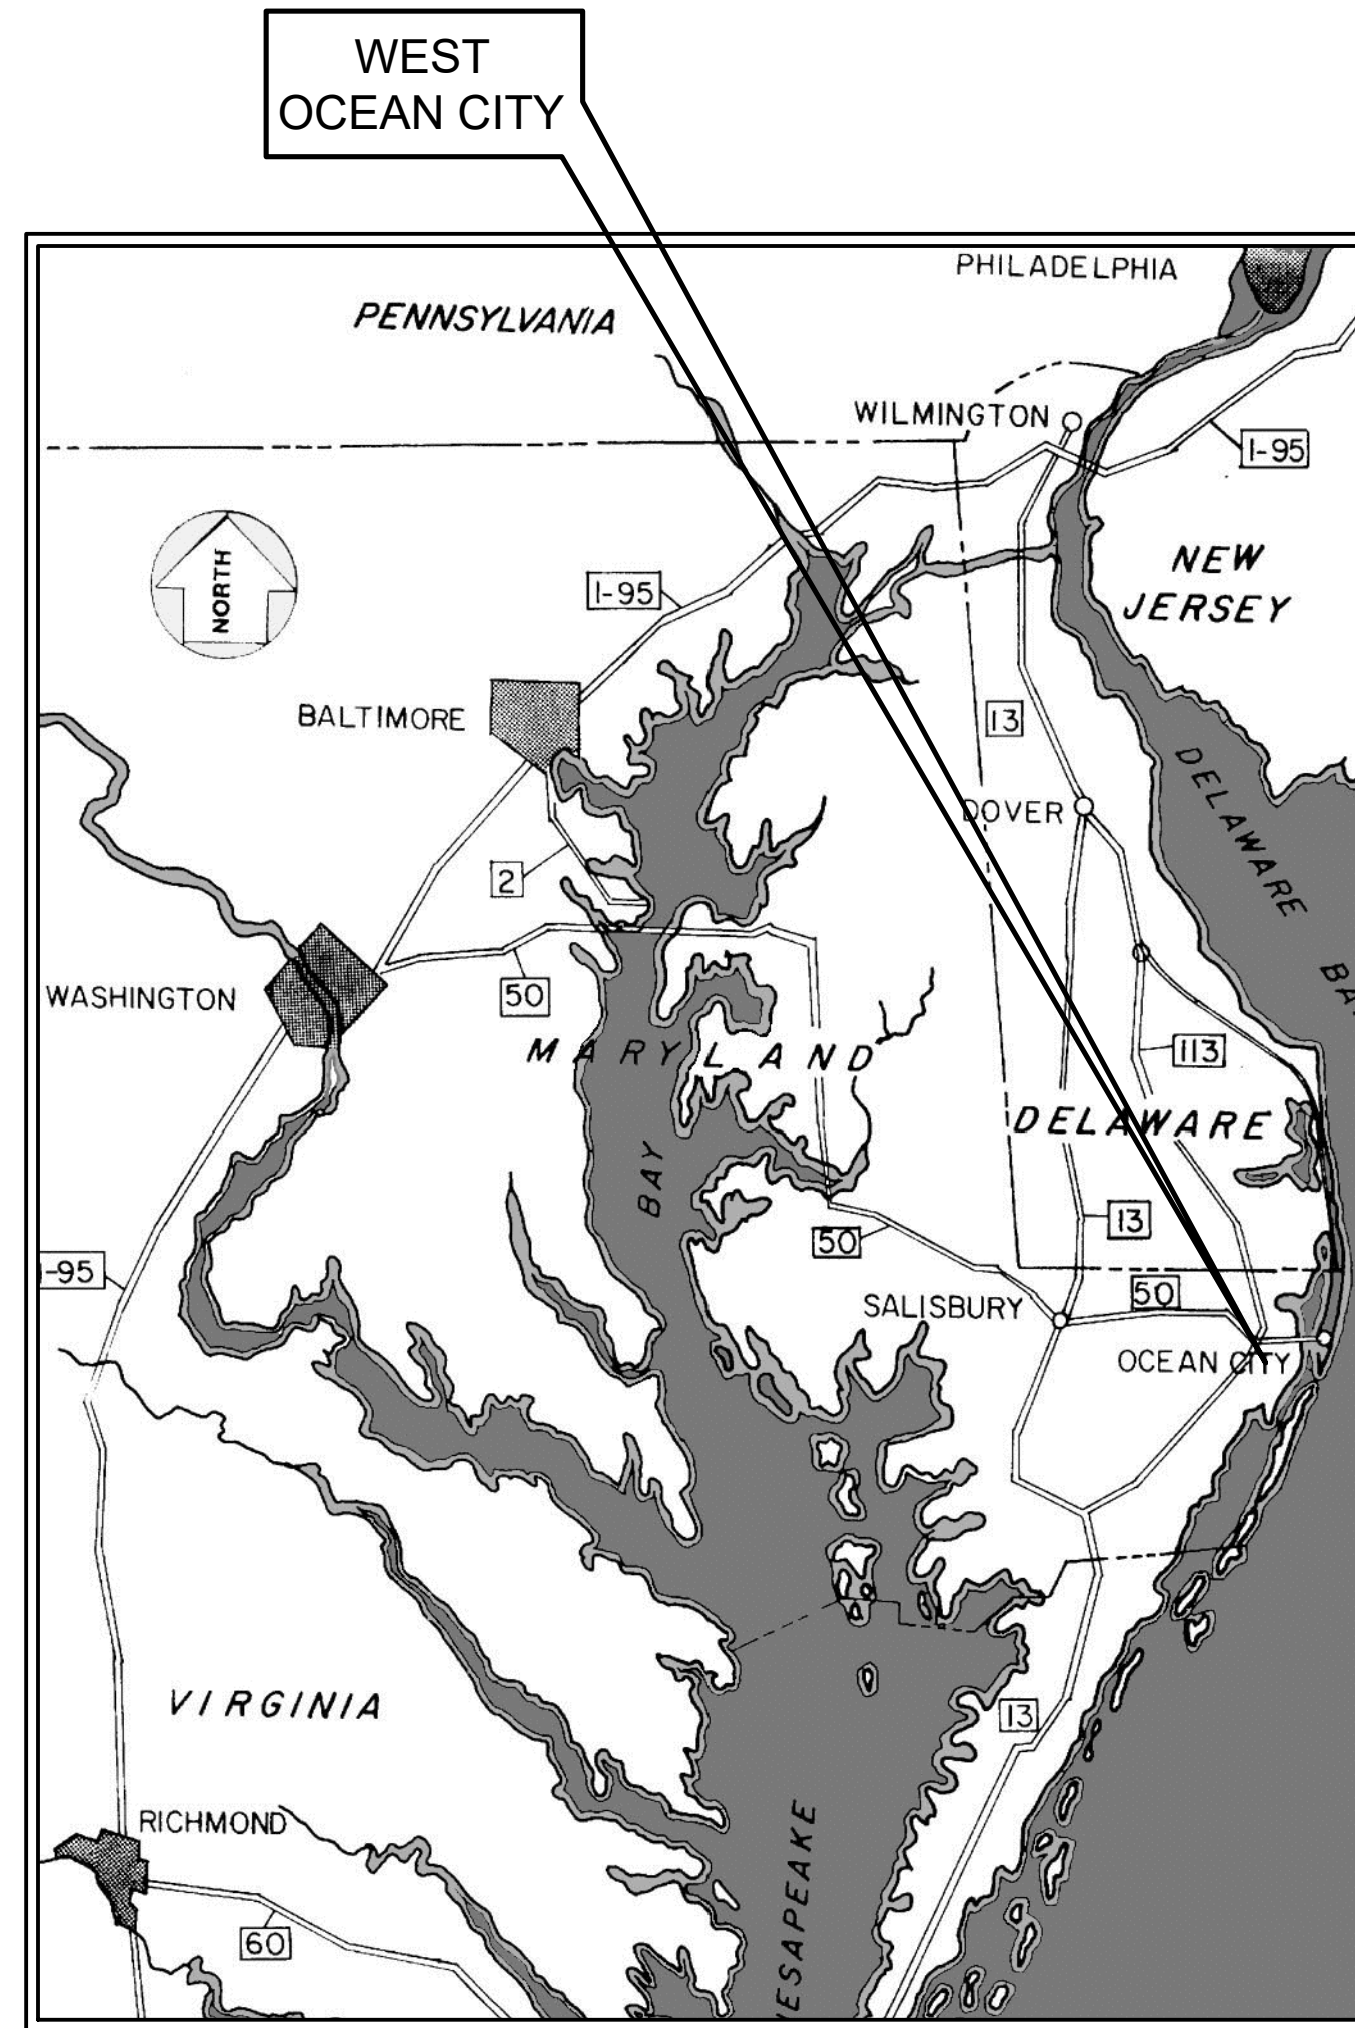 WEST
OCEAN CITY
PHILADELPHIA
PENNSYLVANIA
WILMINGTON
I-95
NORTH
NEW
JERSEY
I-95
BALTIMORE
13
DELAWARE
DOVER
2
WASHINGTON
50
MARYLAND
113
DELAWARE
BAY
13
50
50
SALISBURY
OCEAN CITY
VIRGINIA
13
RICHMOND
60